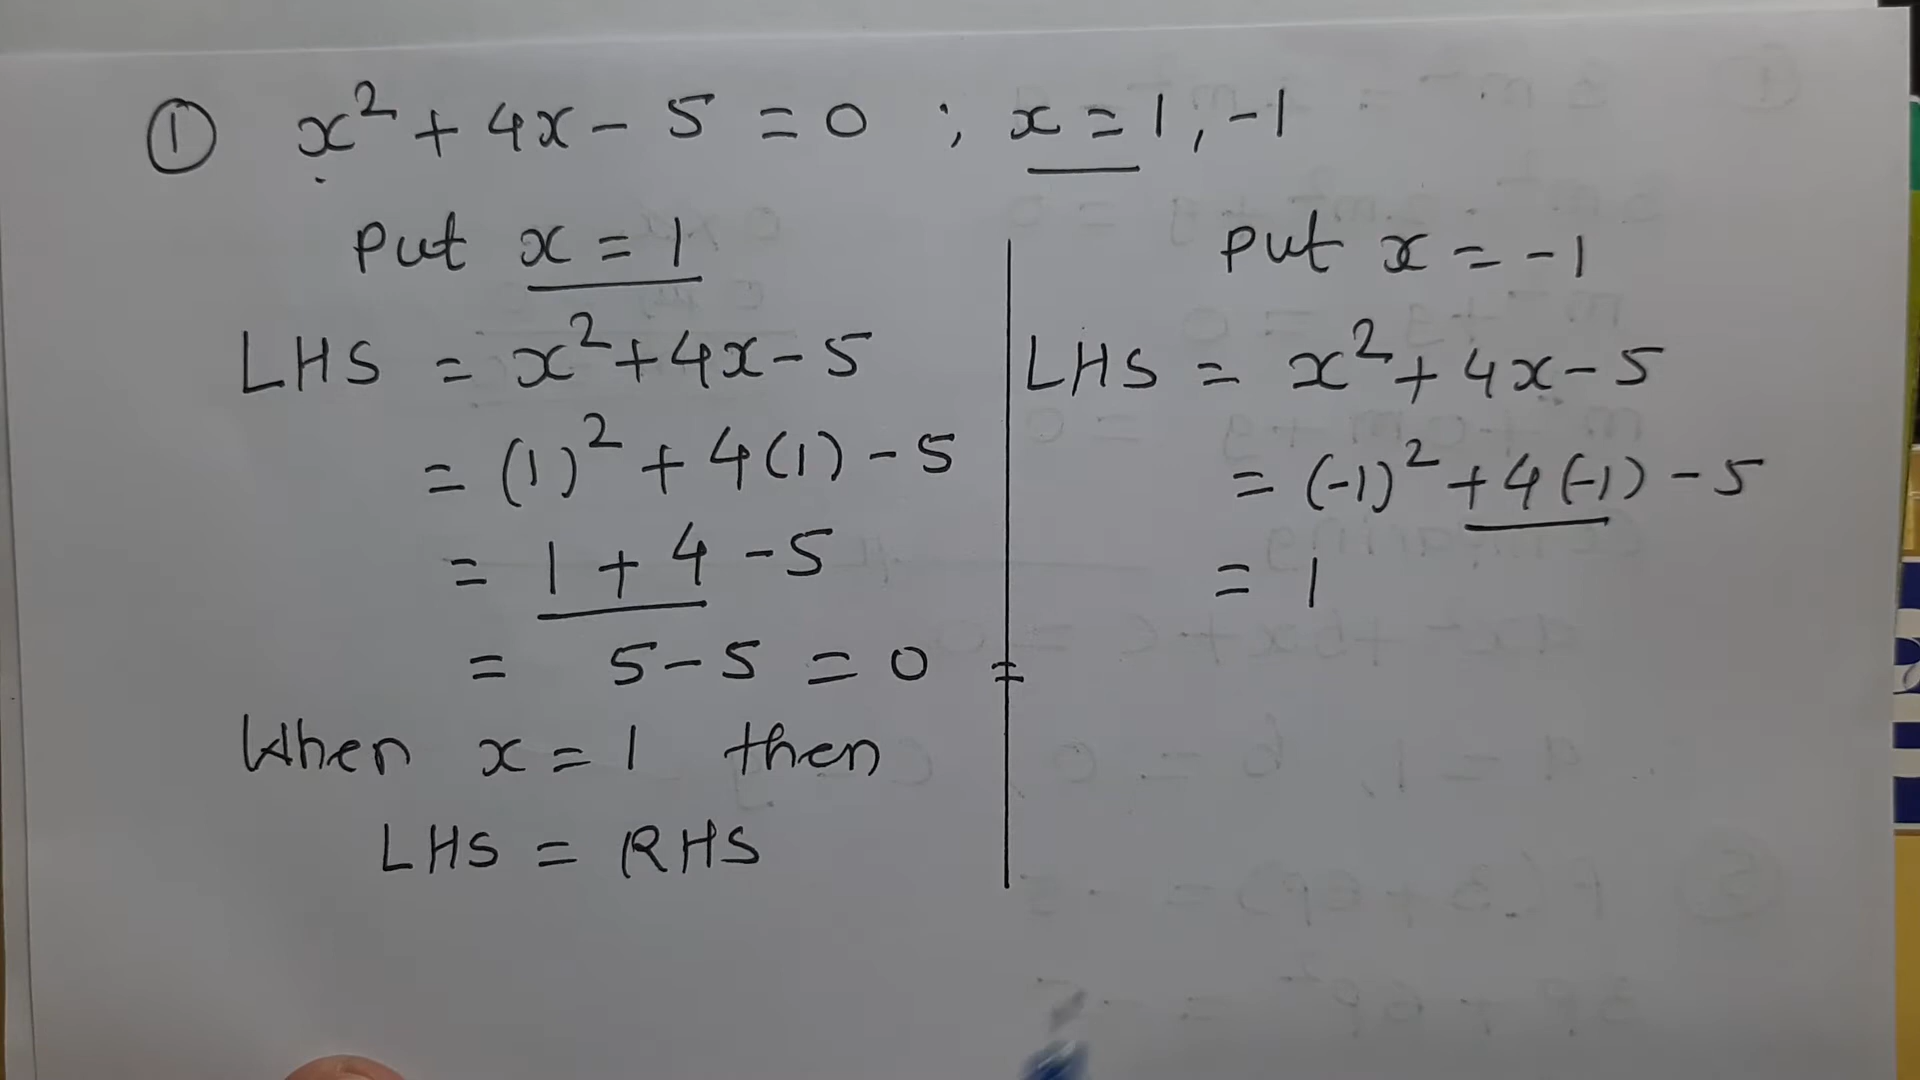 ① x² + 4x - 5 = 0 ; x = 1, -1
Put x = 1
LHS = x² + 4x - 5
= (1)² + 4(1) - 5
= 1 + 4 - 5
= 5 - 5 = 0
When x = 1 then
LHS = RHS
Put x = -1
LHS = x² + 4x - 5
= (-1)² + 4(-1) - 5
= 1